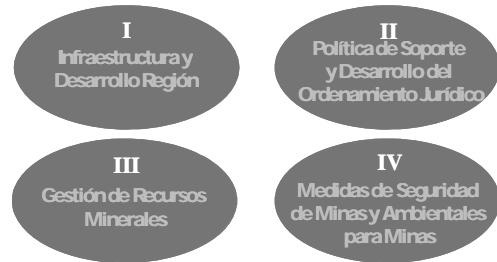 I
Infraestructura y
Desarrollo Región
II
Política de Soporte
y Desarrollo del
Ordenamiento Jurídico
III
Gestión de Recursos
Minerales
IV
Medidas de Seguridad
de Minas y Ambientales
para Minas